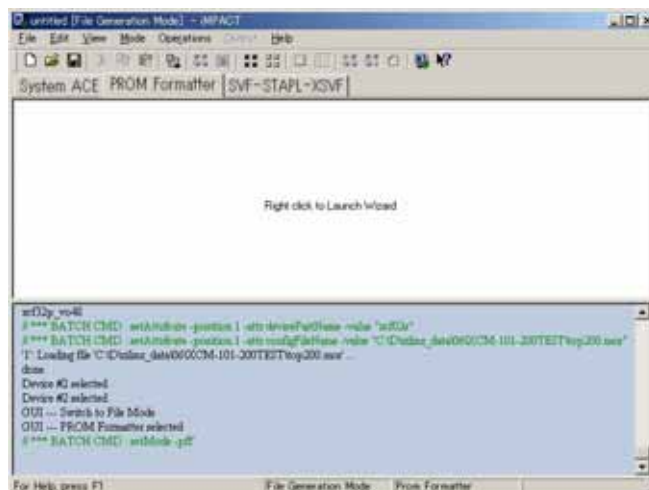 untitled [File Generation Mode] - iMPACT
File Edit View Mode Operations Output Help
System ACE PROM Formatter SVF-STAPL-XSVF
Right click to Launch Wizard
xcf32p_vo48
// *** BATCH CMD : setAttribute -position 1 -attr devicePartName -value
// *** BATCH CMD : setAttribute -position 1 -attr configFileName -value
'1': Loading file
done.
Device #1 selected
Device #2 selected
GUI --- Switch to File Mode
GUI --- PROM Formatter selected
// *** BATCH CMD : setMode -pff
For Help, press F1
File Generation Mode
Prom Formatter